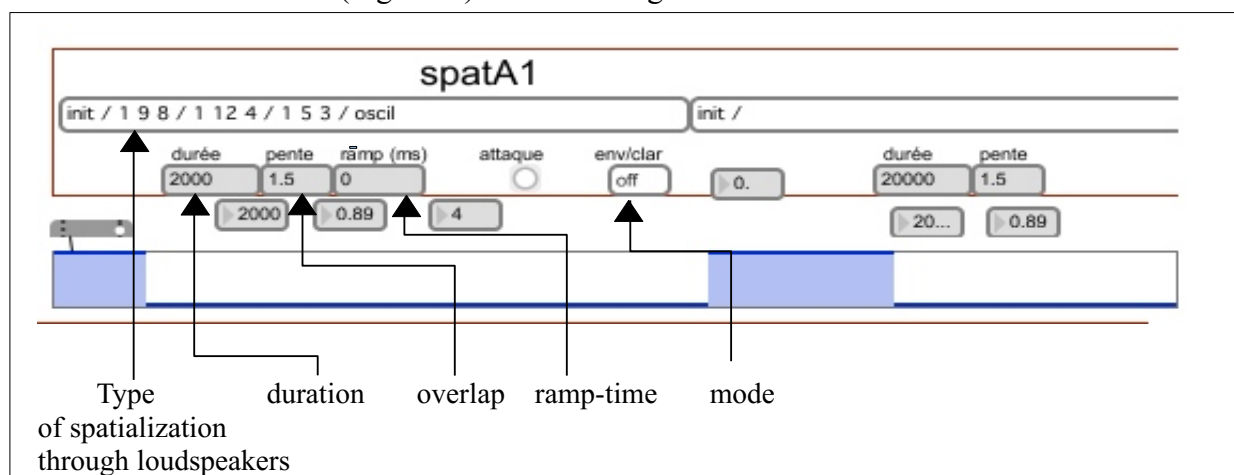 spatA1
init / 1 9 8 / 1 12 4 / 1 5 3 / oscil init /
durée pente ramp (ms) attaque env/clar durée pente
2000 1.5 0 off 0. 20000 1.5
2000 0.89 4 20... 0.89
Type duration overlap ramp-time mode
of spatialization
through loudspeakers